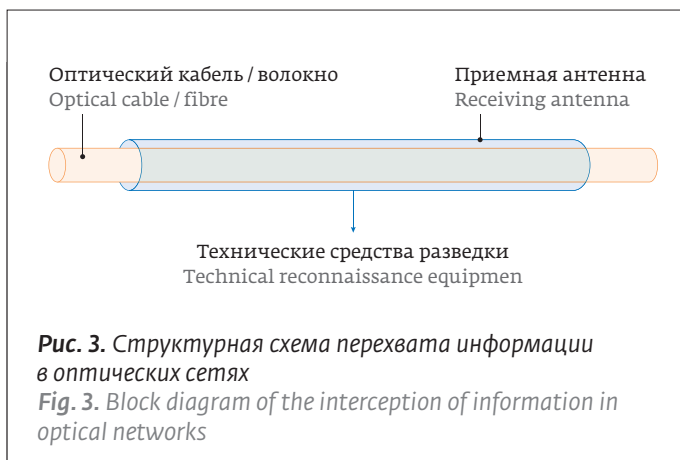 Оптический кабель / волокно
Optical cable / fibre
Приемная антенна
Receiving antenna
Технические средства разведки
Technical reconnaissance equipmen
Рис. 3. Структурная схема перехвата информации
в оптических сетях
Fig. 3. Block diagram of the interception of information in
optical networks